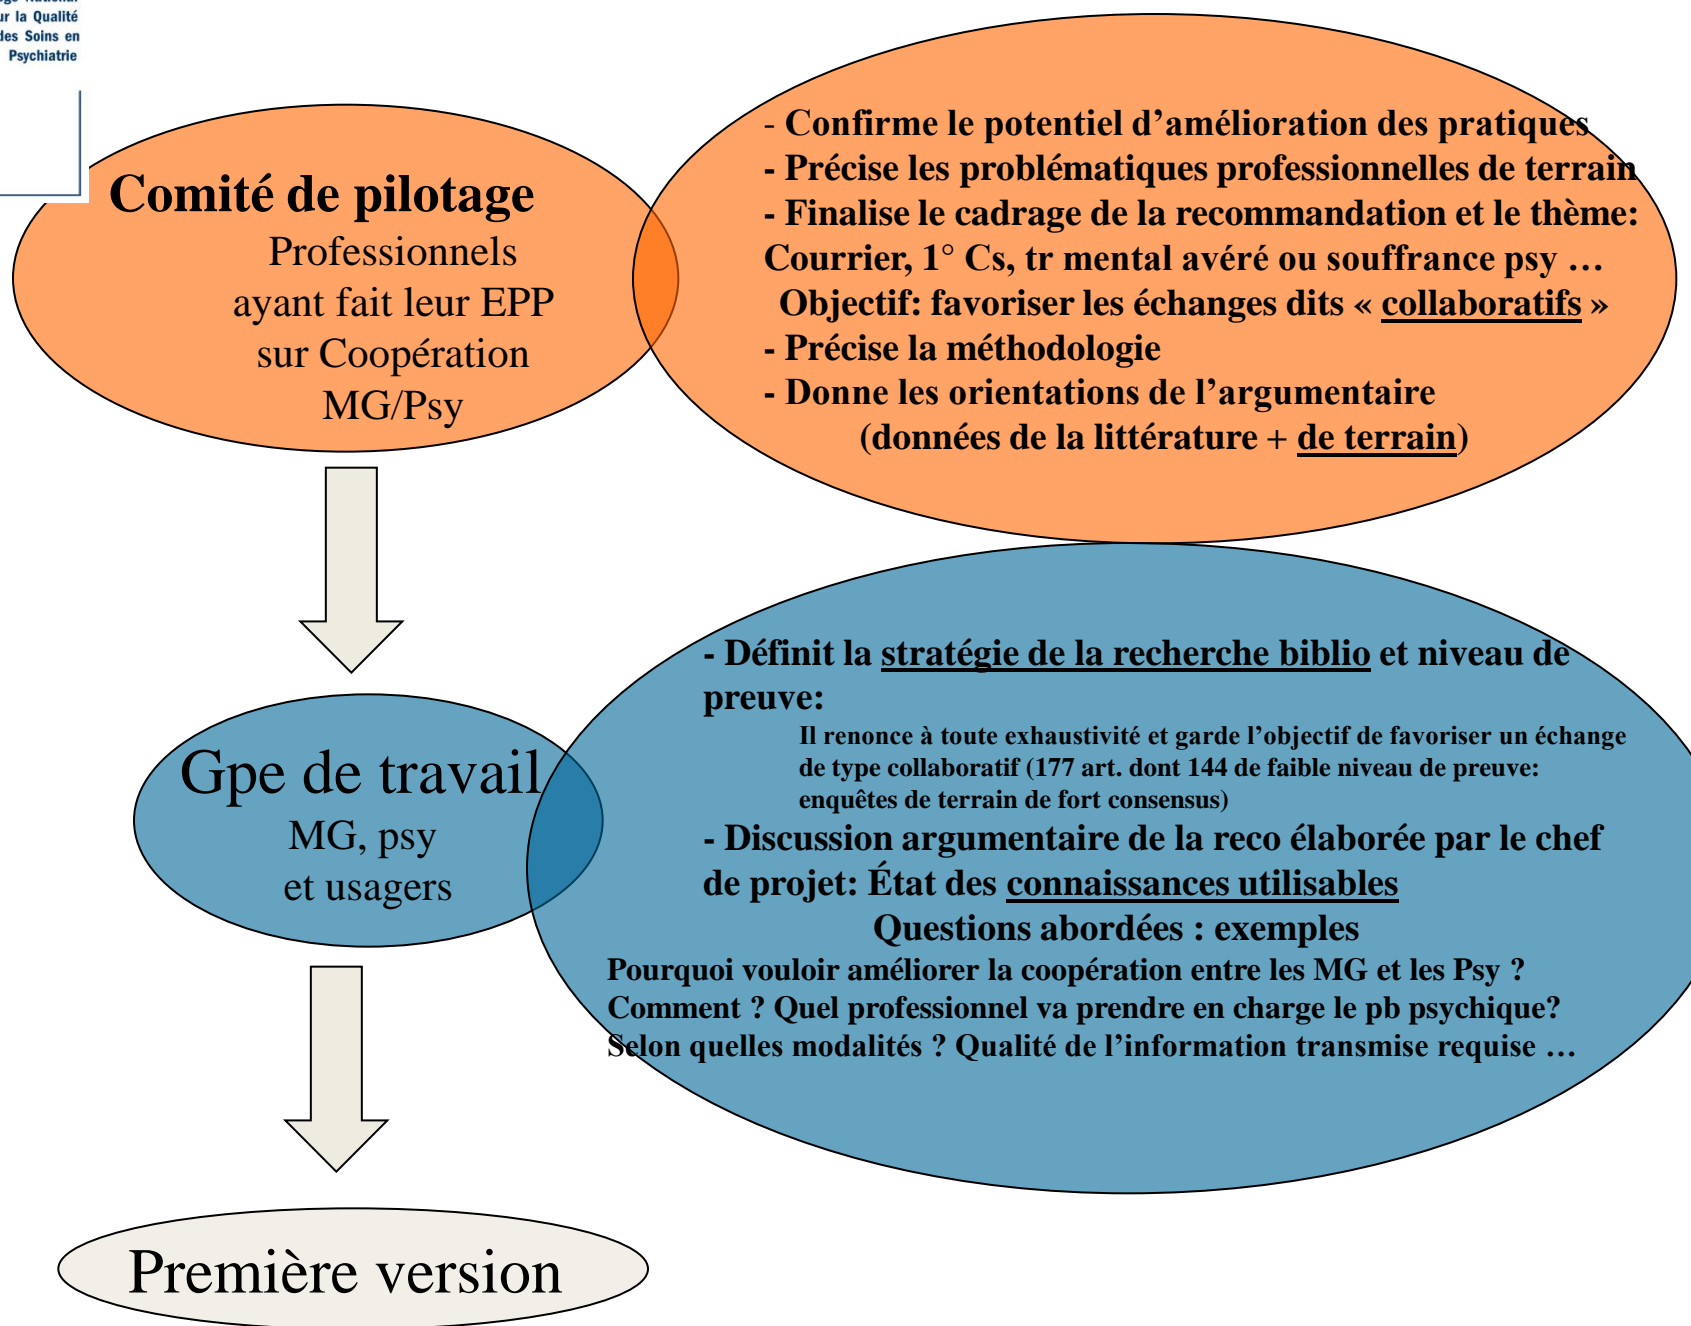 ur la Qualité
des Soins en
Psychiatrie
Comité de pilotage
Professionnels
ayant fait leur EPP
sur Coopération
MG/Psy
- Confirme le potentiel d’amélioration des pratiques
- Précise les problématiques professionnelles de terrain
- Finalise le cadrage de la recommandation et le thème:
Courrier, 1° Cs, tr mental avéré ou souffrance psy …
Objectif: favoriser les échanges dits « collaboratifs »
- Précise la méthodologie
- Donne les orientations de l’argumentaire
(données de la littérature + de terrain)
Gpe de travail
MG, psy
et usagers
- Définit la stratégie de la recherche biblio et niveau de
preuve:
Il renonce à toute exhaustivité et garde l’objectif de favoriser un échange
de type collaboratif (177 art. dont 144 de faible niveau de preuve:
enquêtes de terrain de fort consensus)
- Discussion argumentaire de la reco élaborée par le chef
de projet: État des connaissances utilisables
Questions abordées : exemples
Pourquoi vouloir améliorer la coopération entre les MG et les Psy ?
Comment ? Quel professionnel va prendre en charge le pb psychique?
Selon quelles modalités ? Qualité de l’information transmise requise …
Première version